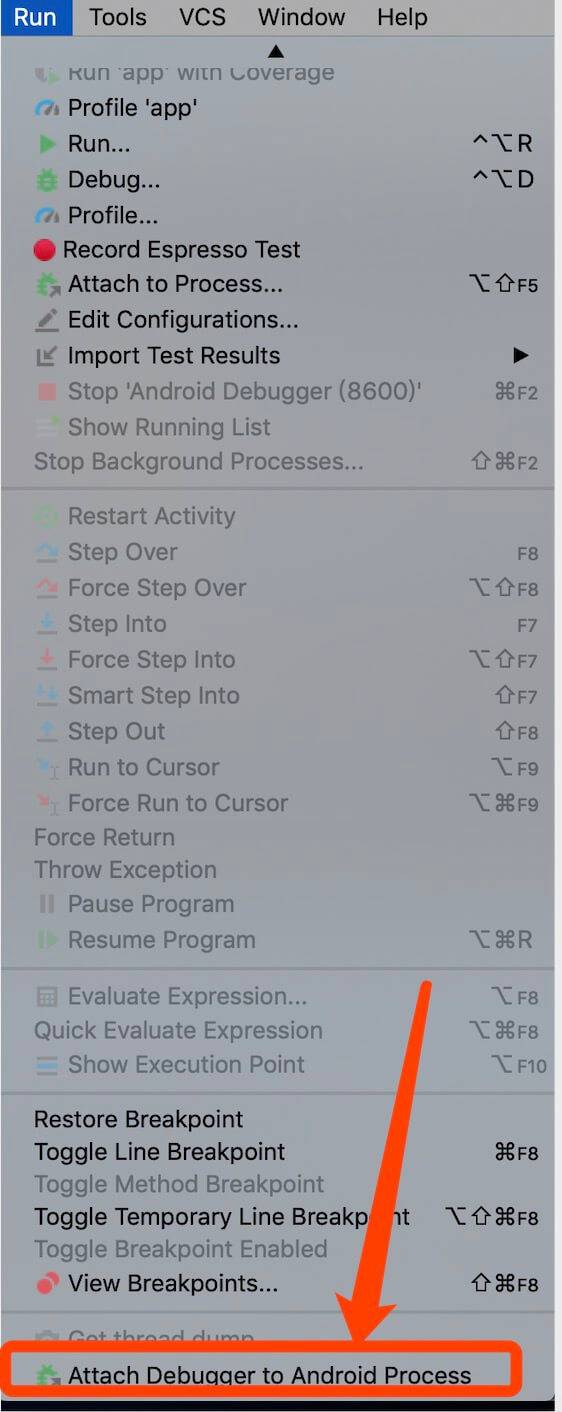 Run Tools VCS Window Help
Run 'app' with Coverage
Profile 'app'
Run... ^⌥R
Debug... ^⌥D
Profile...
Record Espresso Test
Attach to Process... ⌥⇧F5
Edit Configurations...
Import Test Results
Stop 'Android Debugger (8600)' ⌘F2
Show Running List
Stop Background Processes... ⇧⌘F2
Restart Activity
Step Over F8
Force Step Over ⌥⇧F8
Step Into F7
Force Step Into ⌥⇧F7
Smart Step Into ⇧F7
Step Out ⇧F8
Run to Cursor ⌥F9
Force Run to Cursor ⌥⌘F9
Force Return
Throw Exception
Pause Program
Resume Program ⌥⌘R
Evaluate Expression... ⌥F8
Quick Evaluate Expression ⌥⌘F8
Show Execution Point ⌥F10
Restore Breakpoint
Toggle Line Breakpoint ⌘F8
Toggle Method Breakpoint
Toggle Temporary Line Breakpoint ⌥⇧⌘F8
Toggle Breakpoint Enabled
View Breakpoints... ⇧⌘F8
Get thread dump
Attach Debugger to Android Process